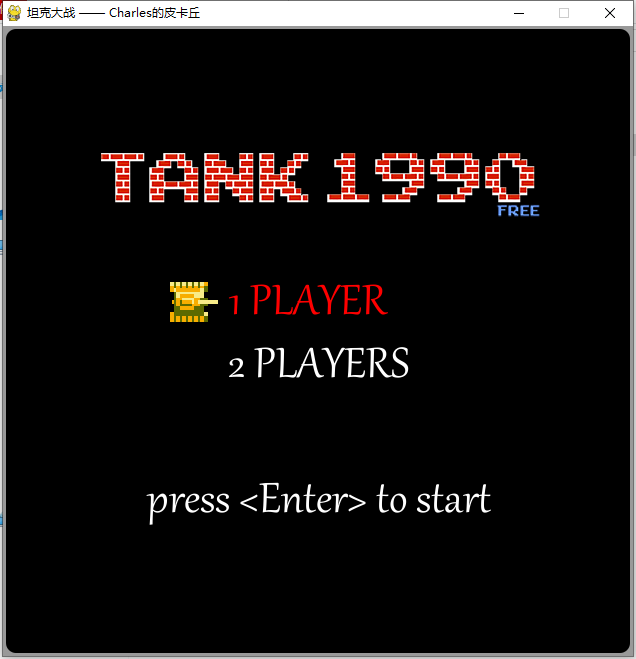 坦克大战 —— Charles的皮卡丘
TANK 1990
FREE
1 PLAYER
2 PLAYERS
press <Enter> to start